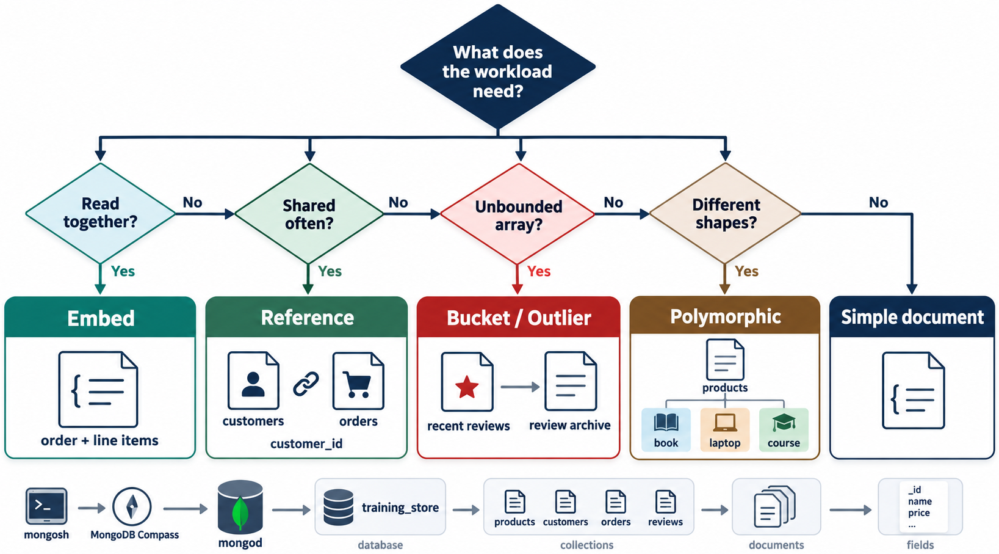 What does
the workload
need?
Read
together?
No
Shared
often?
No
Unbounded
array?
No
Different
shapes?
No
Yes
Yes
Yes
Yes
Embed
order + line items
Reference
customers
orders
customer_id
Bucket / Outlier
recent reviews
review archive
Polymorphic
products
book
laptop
course
Simple document
mongosh
MongoDB Compass
mongod
training_store
database
products
customers
orders
reviews
collections
documents
_id
name
price
...
fields